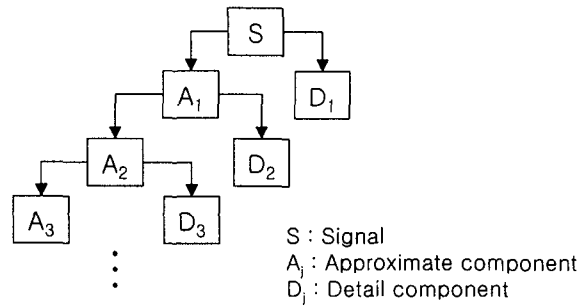 S
A₁ D₁
A₂ D₂
A₃ D₃
S : Signal
Aⱼ : Approximate component
Dⱼ : Detail component